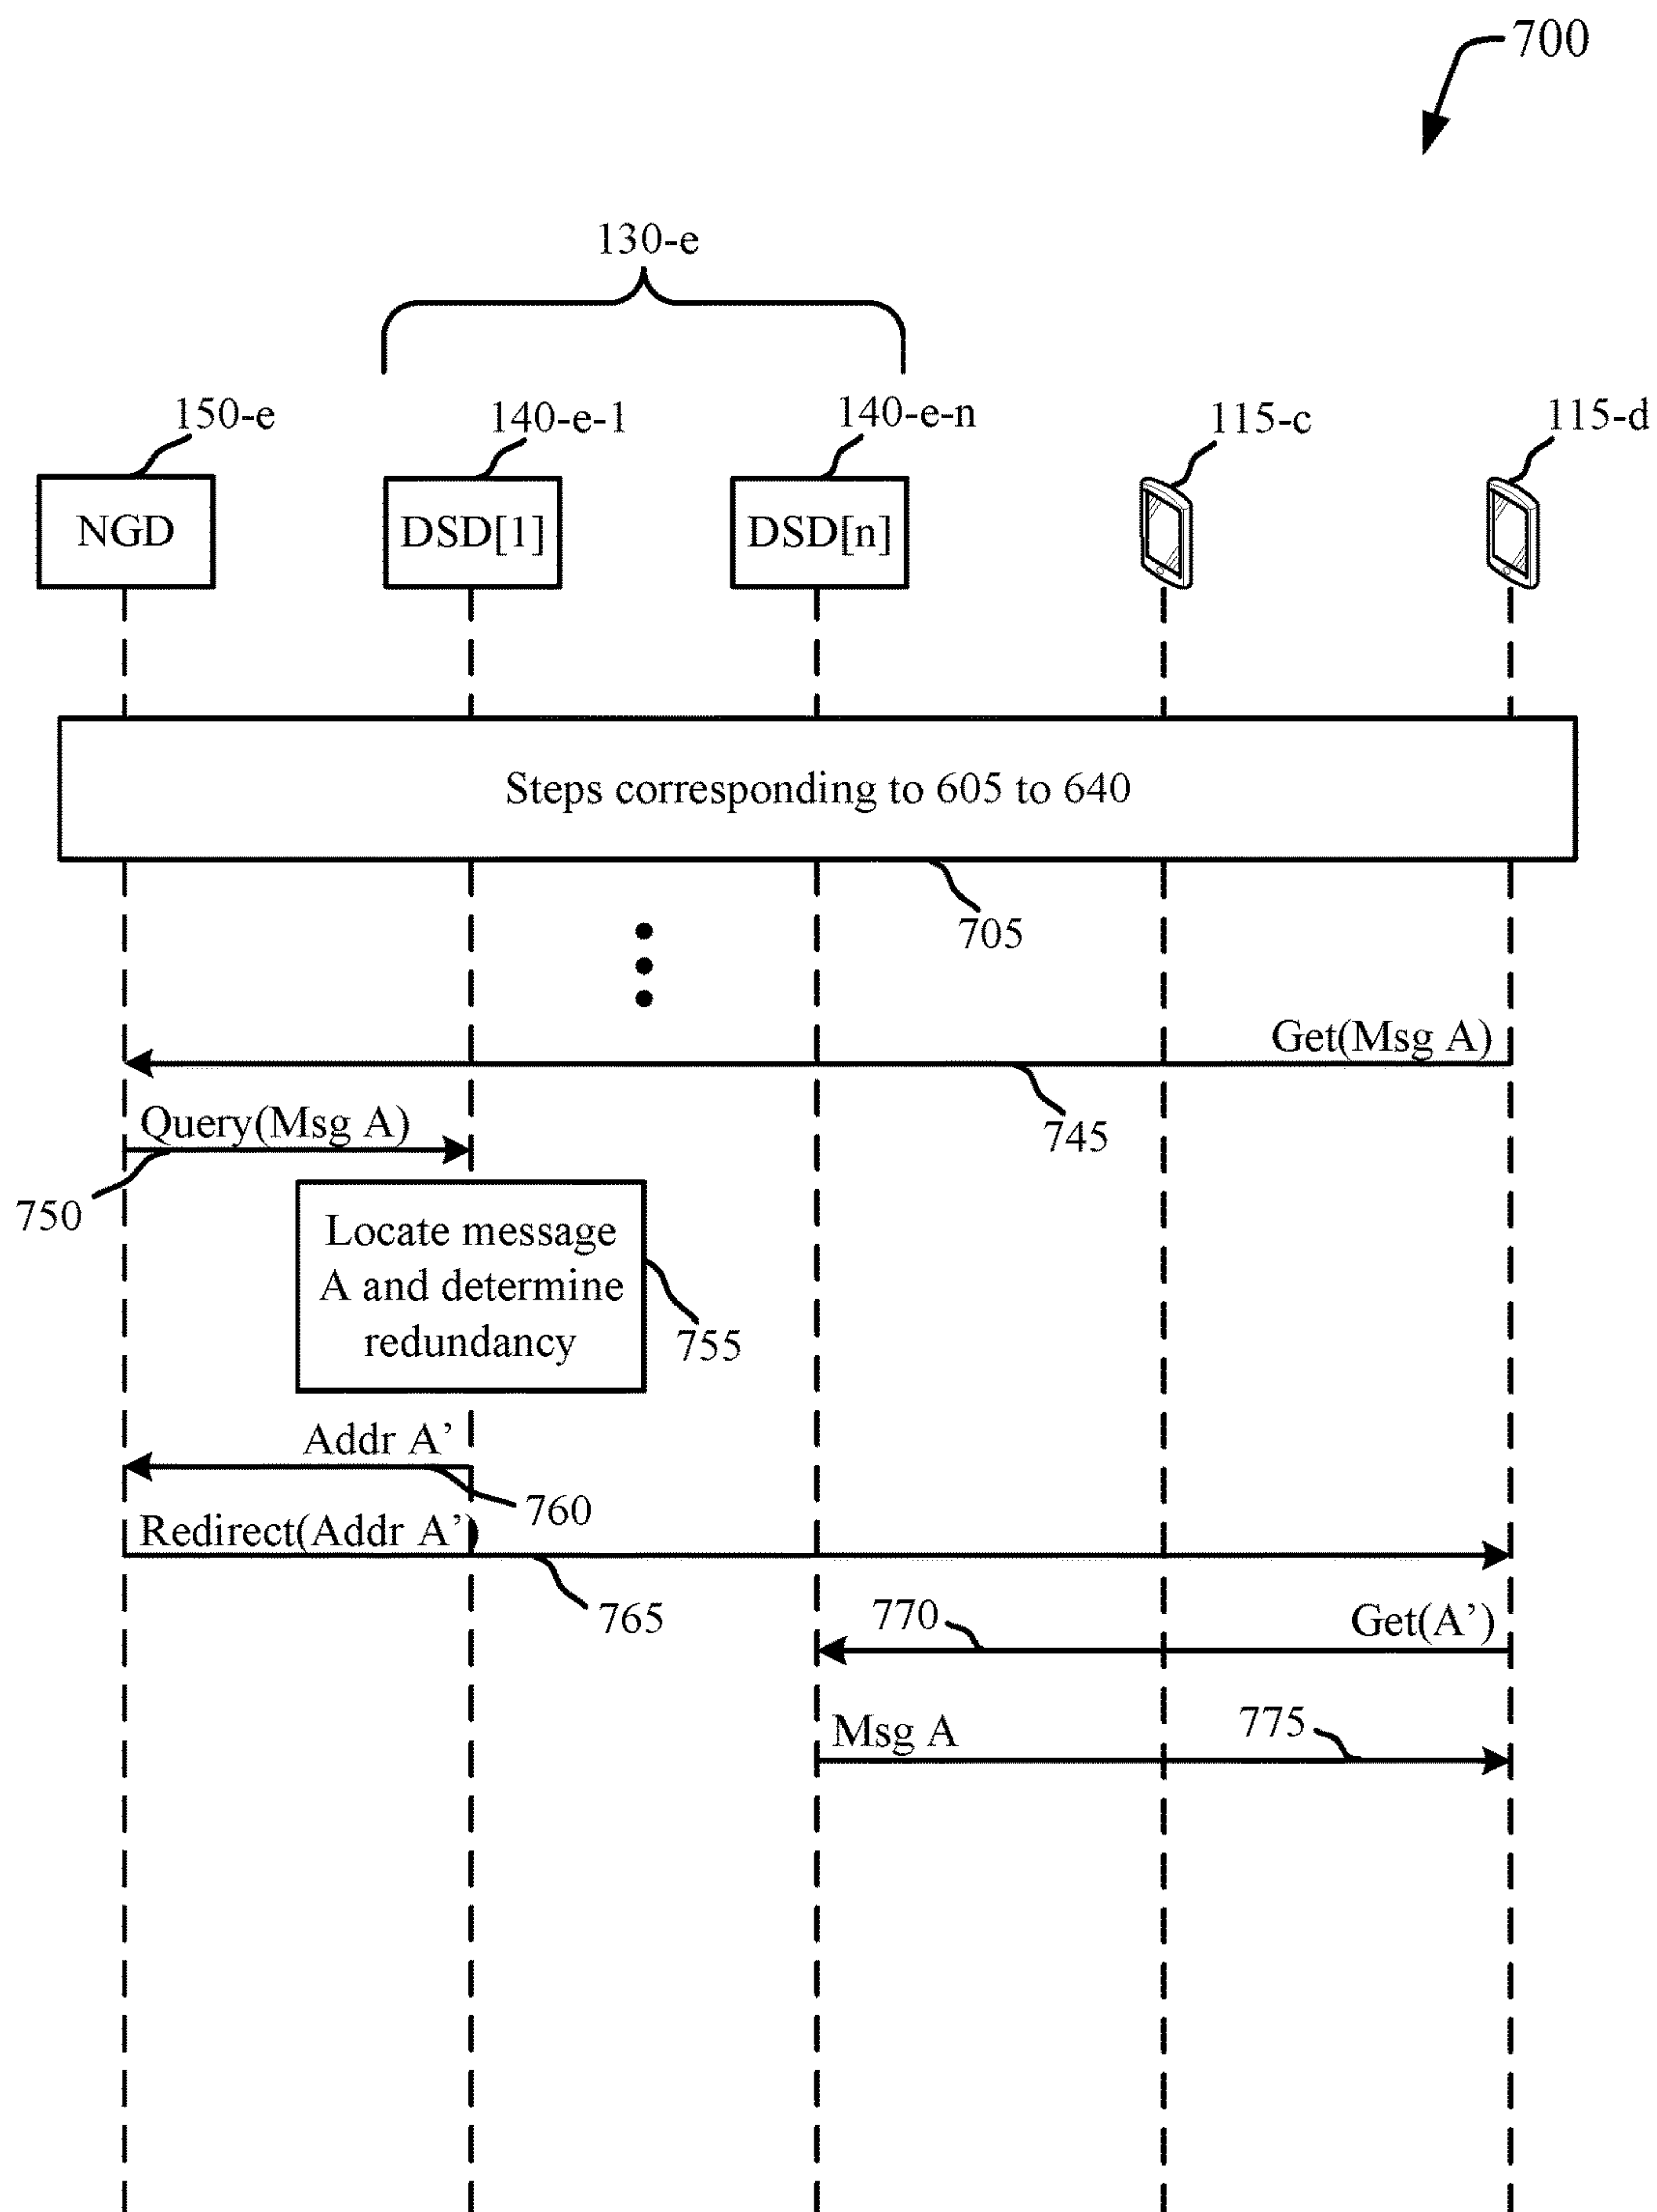 700
130-e
150-e
140-e-1
140-e-n
115-c
115-d
NGD
DSD[1]
DSD[n]
Steps corresponding to 605 to 640
705
Get(Msg A)
745
Query(Msg A)
750
Locate message
A and determine
redundancy
755
Addr A’
760
Redirect(Addr A’)
765
770
Get(A’)
Msg A
775